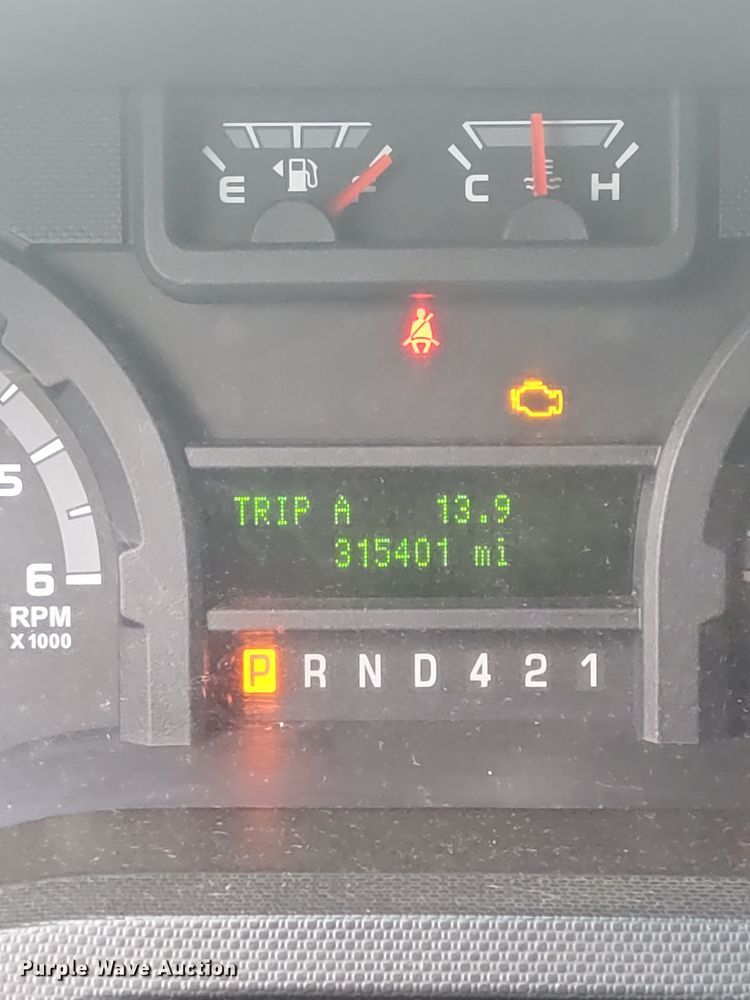 E F C H
TRIP A 13.9
315401 mi
5
6
RPM
X1000
P R N D 4 2 1
Purple Wave Auction